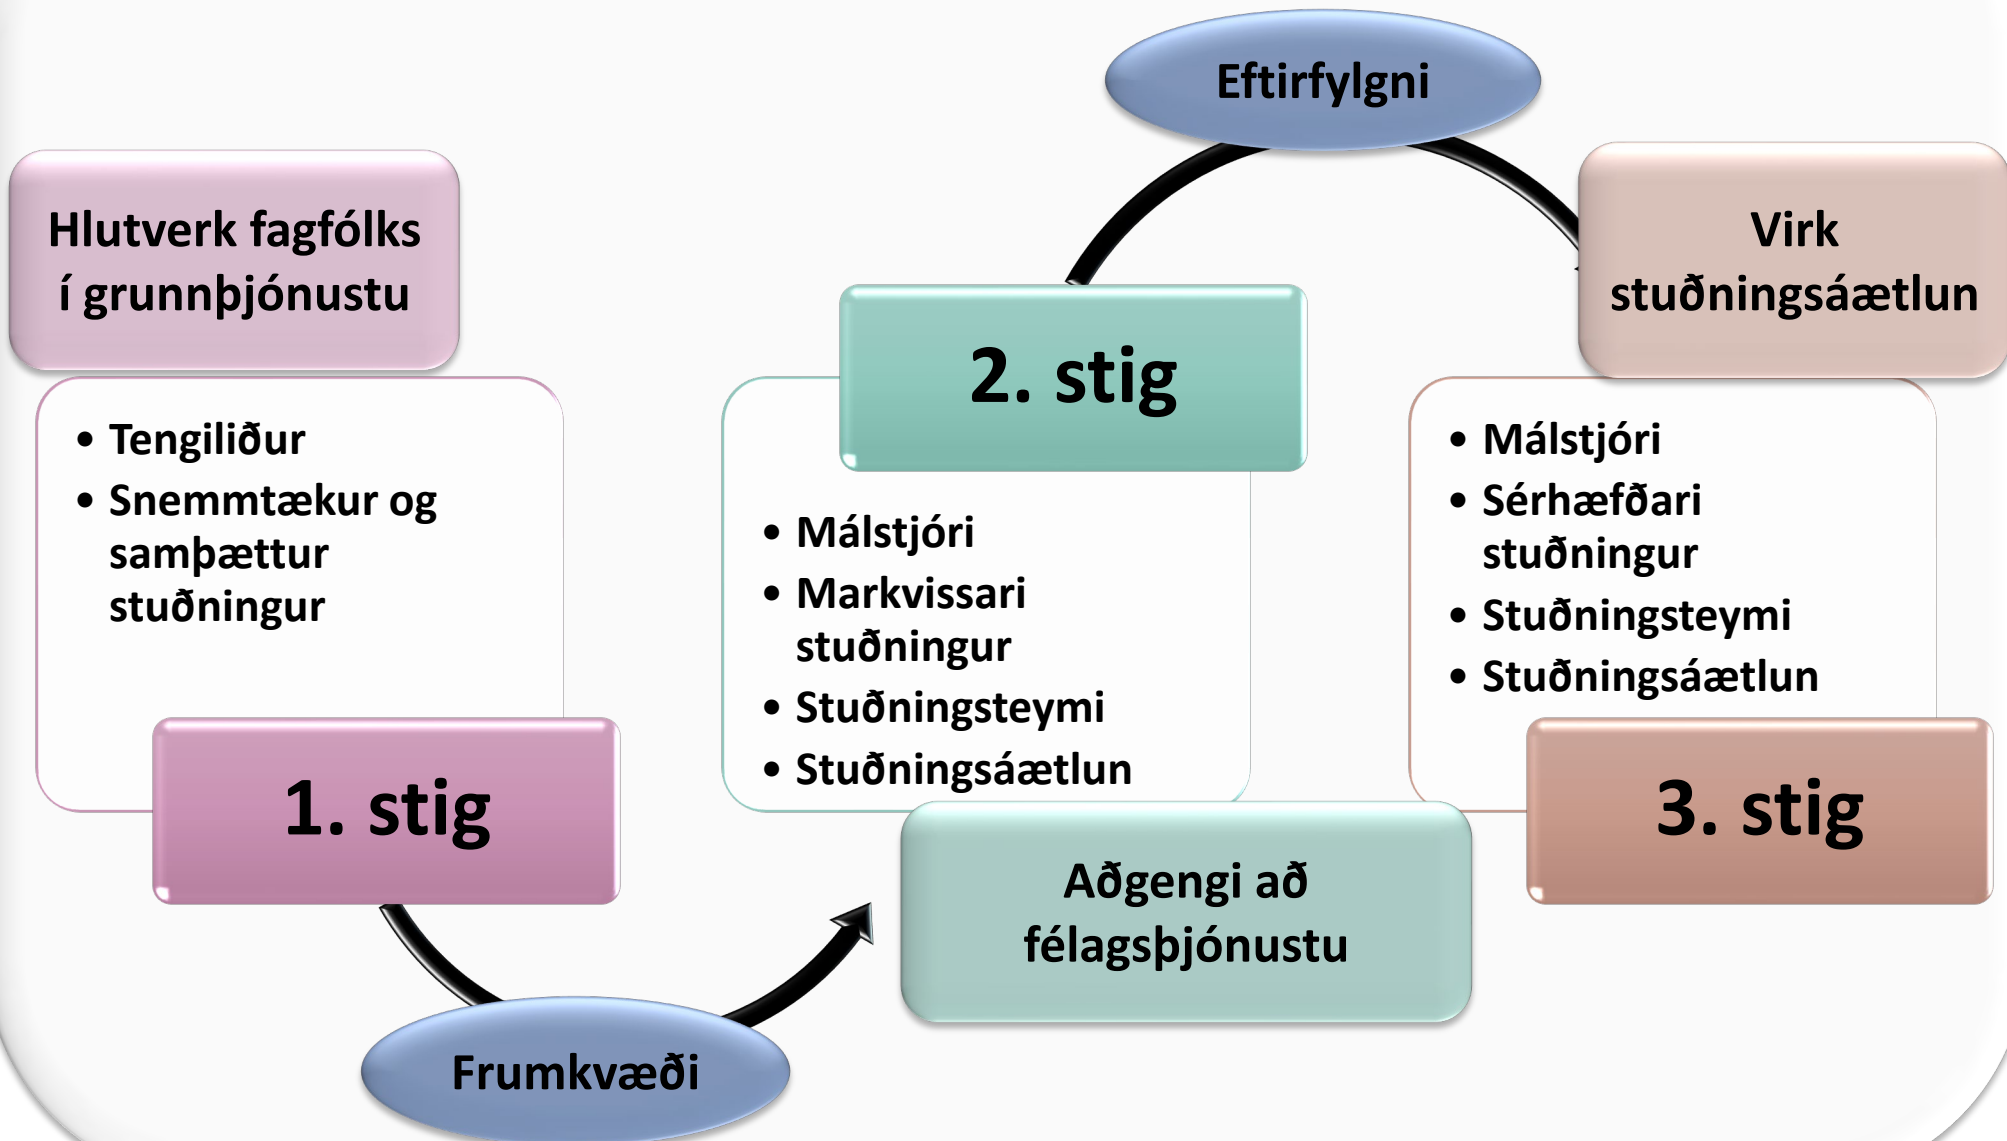 Hlutverk fagfólks
í grunnþjónustu
• Tengiliður
• Snemmtækur og
samþættur
stuðningur
1. stig
Frumkvæði
2. stig
• Málstjóri
• Markvissari
stuðningur
• Stuðningsteymi
• Stuðningsáætlun
Aðgengi að
félagsþjónustu
Eftirfylgni
Virk
stuðningsáætlun
• Málstjóri
• Sérhæfðari
stuðningur
• Stuðningsteymi
• Stuðningsáætlun
3. stig